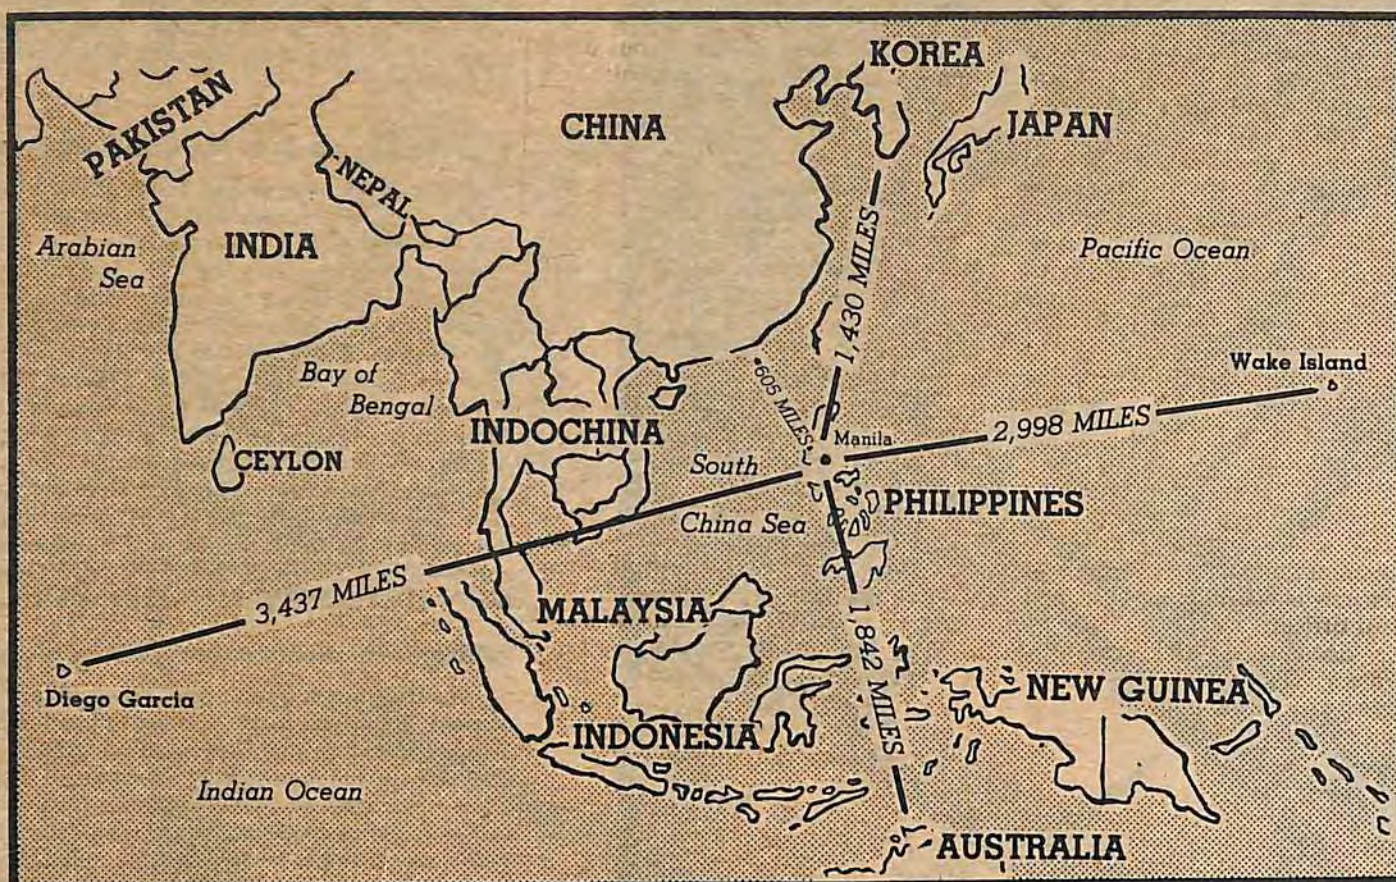 KOREA
PAKISTAN
CHINA
JAPAN
NEPAL
Arabian
Sea
INDIA
1,430 MILES
Pacific Ocean
Bay of
Bengal
605 MILES
Wake Island
2,998 MILES
INDOCHINA
Manila
CEYLON
South
China Sea
PHILIPPINES
3,437 MILES
MALAYSIA
1,842 MILES
Diego Garcia
NEW GUINEA
INDONESIA
Indian Ocean
AUSTRALIA